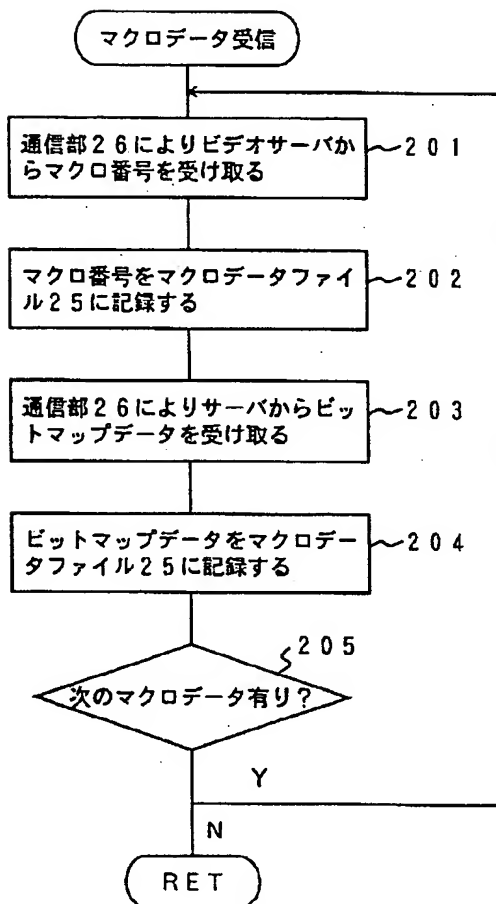 マクロデータ受信
通信部26によりビデオサーバか
らマクロ番号を受け取る
201
マクロ番号をマクロデータファイ
ル25に記録する
202
通信部26によりサーバからビッ
トマップデータを受け取る
203
ビットマップデータをマクロデー
タファイル25に記録する
204
205
次のマクロデータ有り?
Y
N
RET